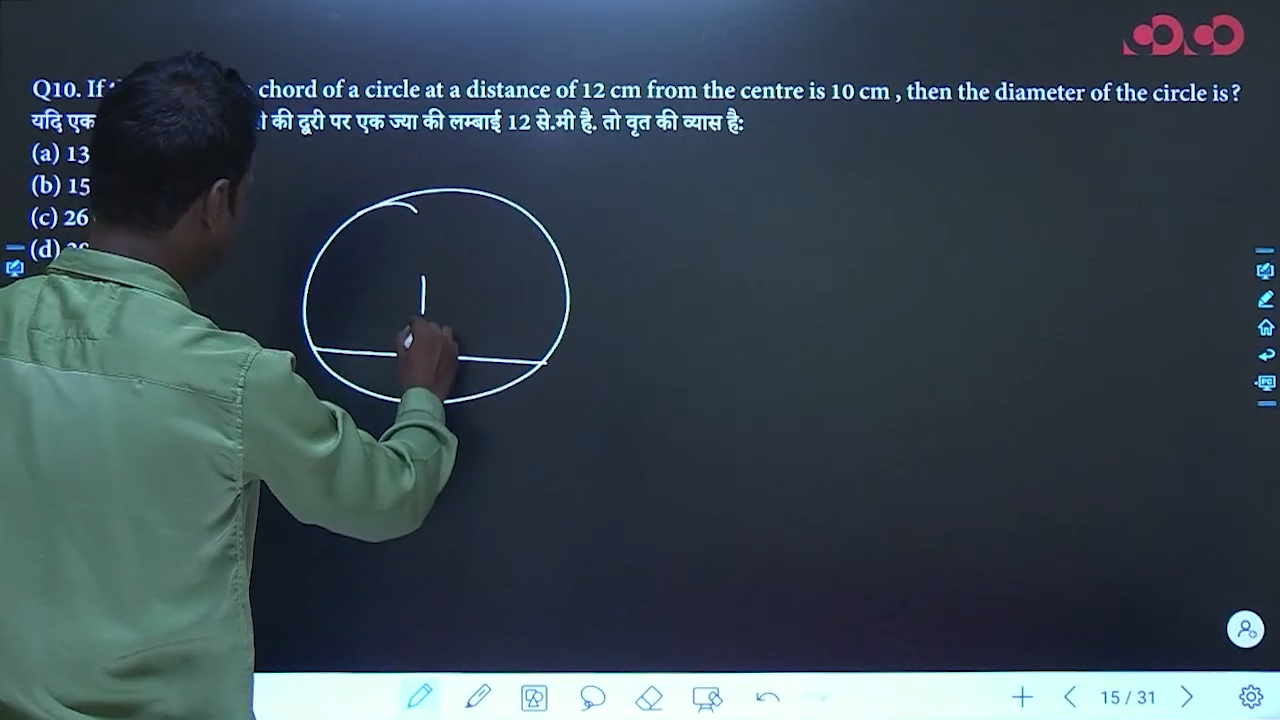 Q10. If chord of a circle at a distance of 12 cm from the centre is 10 cm , then the diameter of the circle is?
यदि एक की दूरी पर एक ज्या की लम्बाई 12 से.मी है. तो वृत की व्यास है:
(a) 13
(b) 15
(c) 26
(d)
15 / 31